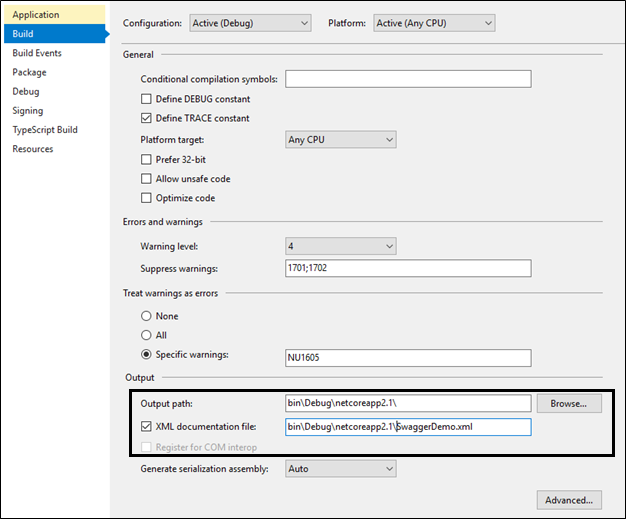 Application
Build
Build Events
Package
Debug
Signing
TypeScript Build
Resources
Configuration: Active (Debug) Platform: Active (Any CPU)
General
Conditional compilation symbols:
Define DEBUG constant
Define TRACE constant
Platform target: Any CPU
Prefer 32-bit
Allow unsafe code
Optimize code
Errors and warnings
Warning level: 4
Suppress warnings: 1701;1702
Treat warnings as errors
None
All
Specific warnings: NU1605
Output
Output path: bin\Debug\netcoreapp2.1\ Browse...
XML documentation file: bin\Debug\netcoreapp2.1\SwaggerDemo.xml
Register for COM interop
Generate serialization assembly: Auto
Advanced...